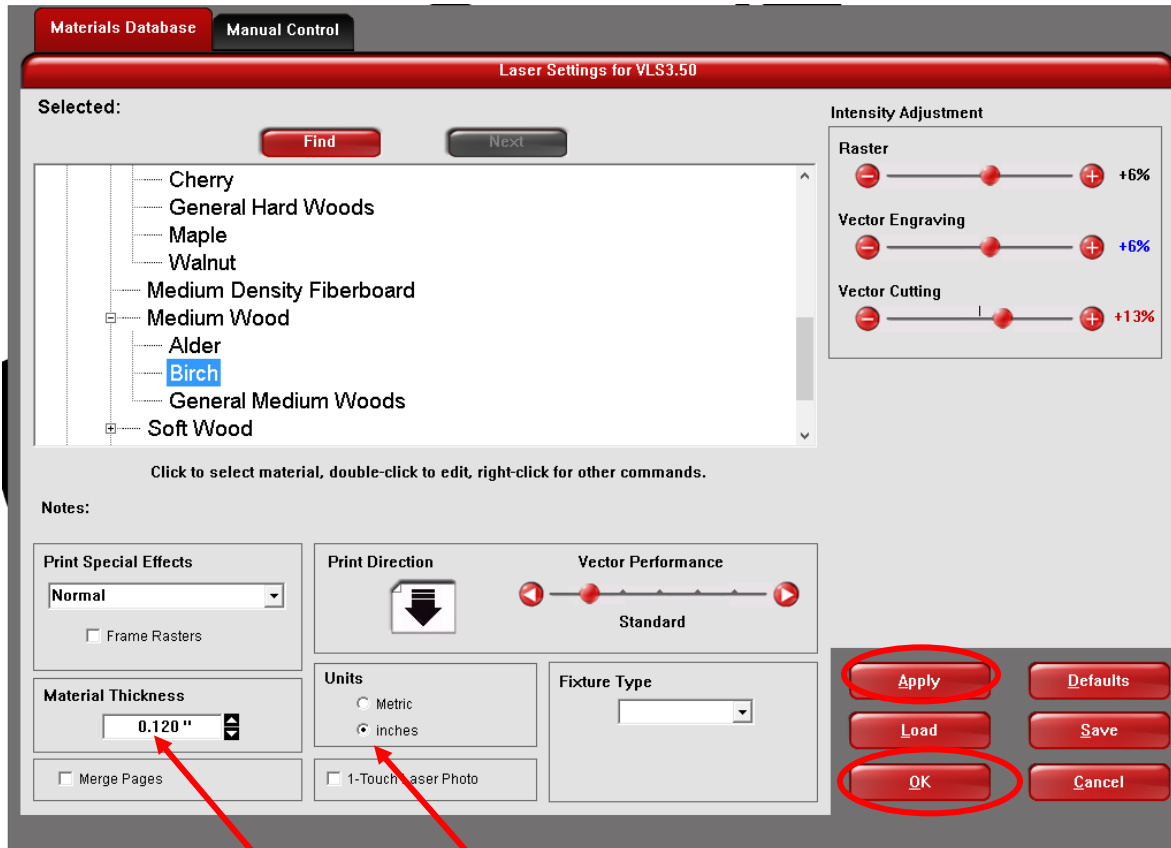 Materials Database
Manual Control
Laser Settings for VLS3.50
Selected:
Find
Next
Cherry
General Hard Woods
Maple
Walnut
Medium Density Fiberboard
Medium Wood
Alder
Birch
General Medium Woods
Soft Wood
Click to select material, double-click to edit, right-click for other commands.
Notes:
Intensity Adjustment
Raster
+6%
Vector Engraving
+6%
Vector Cutting
+13%
Print Special Effects
Normal
Frame Rasters
Print Direction
Vector Performance
Standard
Material Thickness
0.120 "
Merge Pages
Units
Metric
inches
1-Touch Laser Photo
Fixture Type
Apply
Defaults
Load
Save
OK
Cancel